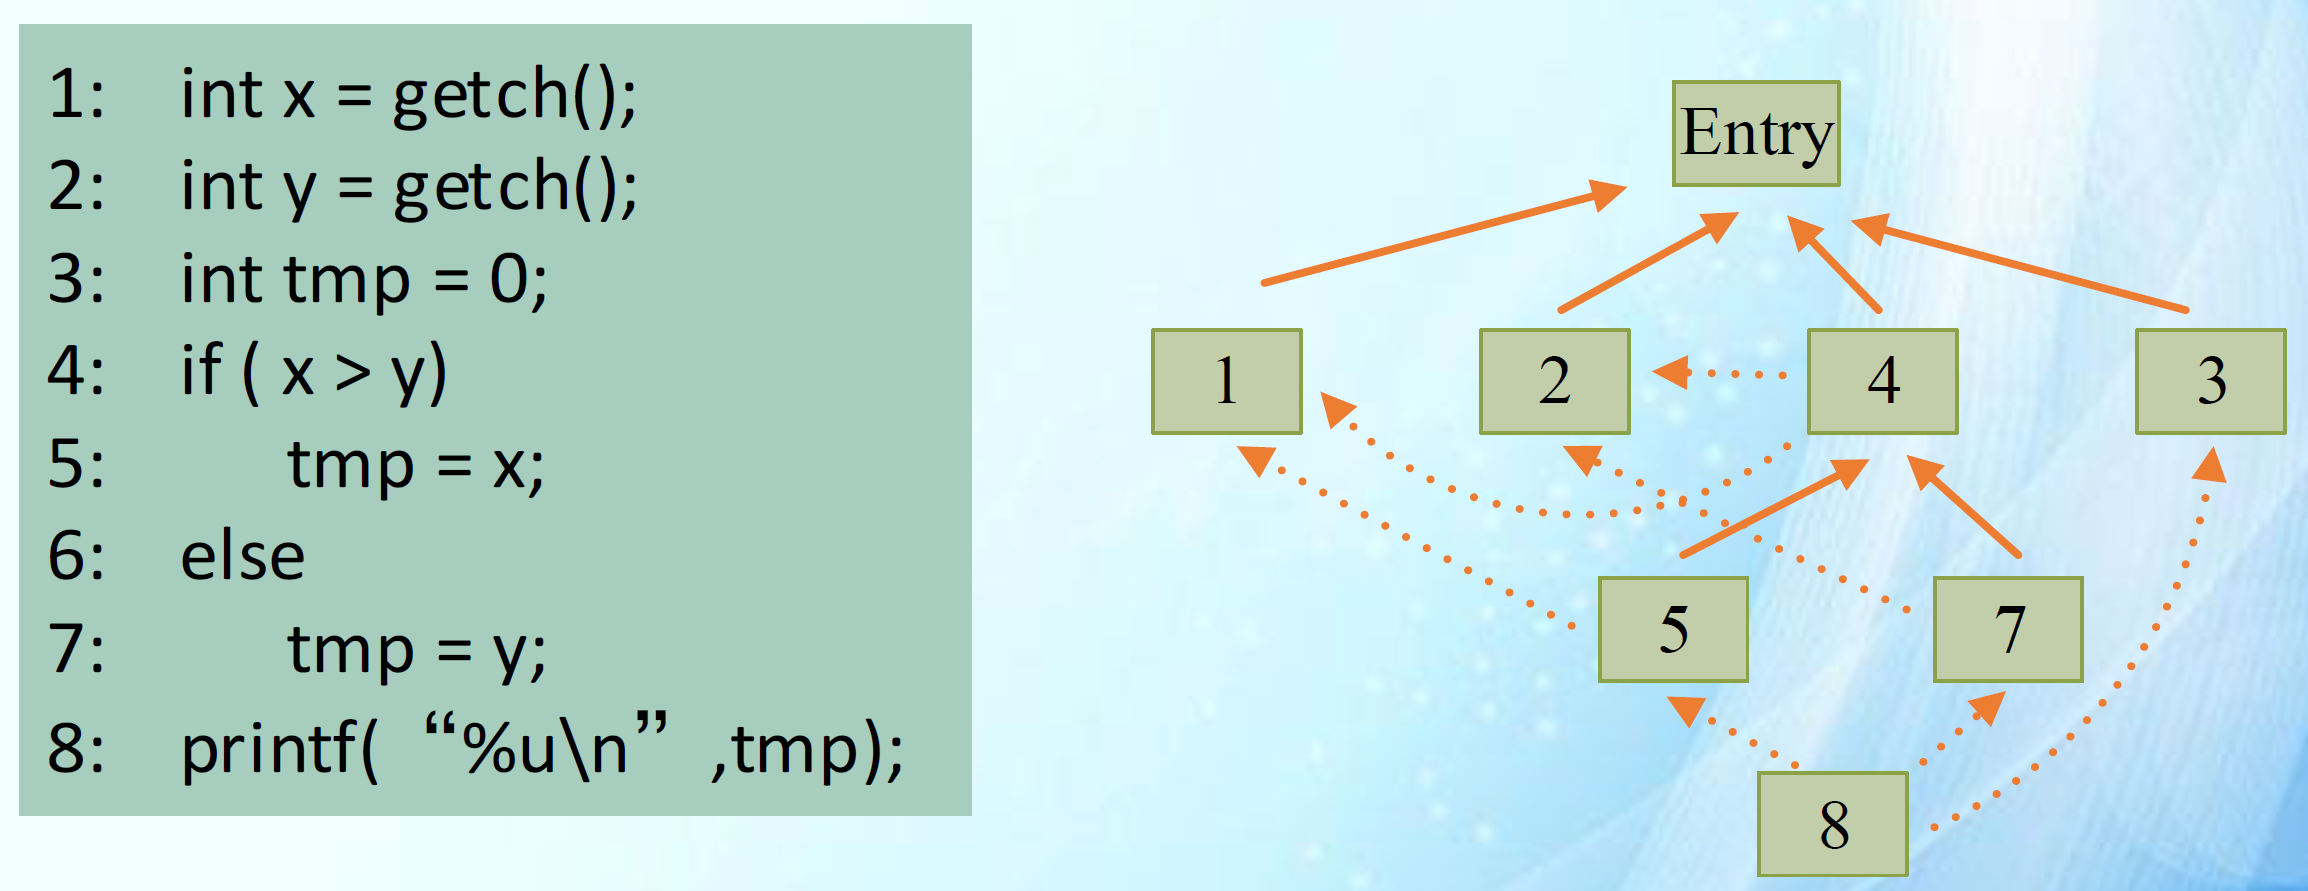 1: int x = getch();
2: int y = getch();
3: int tmp = 0;
4: if ( x > y)
5: tmp = x;
6: else
7: tmp = y;
8: printf( “%u\n” ,tmp);
Entry
1 2 4 3
5 7
8